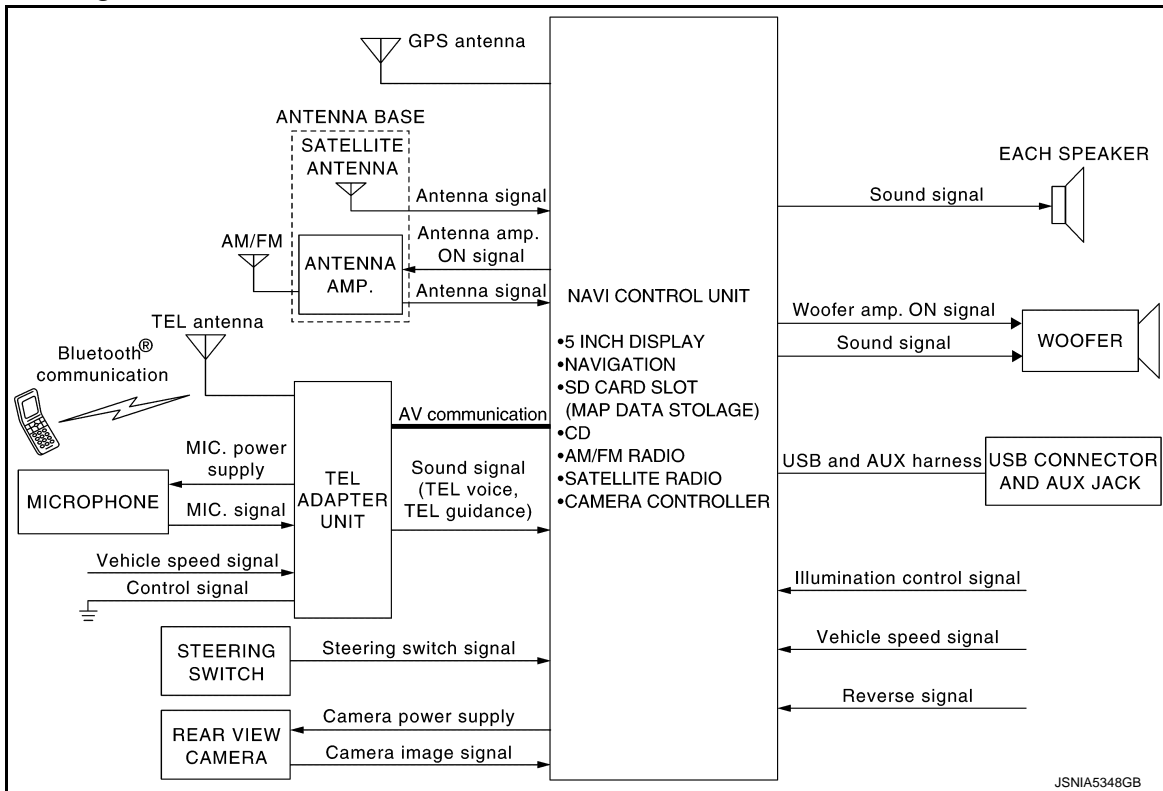 GPS antenna
ANTENNA BASE
SATELLITE
ANTENNA
Antenna signal
Antenna amp.
ON signal
AM/FM
ANTENNA
AMP.
Antenna signal
TEL antenna
Bluetooth®
communication
AV communication
MIC. power
supply
MICROPHONE
MIC. signal
TEL
ADAPTER
UNIT
Sound signal
(TEL voice,
TEL guidance)
Vehicle speed signal
Control signal
STEERING
SWITCH
Steering switch signal
REAR VIEW
CAMERA
Camera power supply
Camera image signal
NAVI CONTROL UNIT
•5 INCH DISPLAY
•NAVIGATION
•SD CARD SLOT
(MAP DATA STOLAGE)
•CD
•AM/FM RADIO
•SATELLITE RADIO
•CAMERA CONTROLLER
EACH SPEAKER
Sound signal
Woofer amp. ON signal
Sound signal
WOOFER
USB and AUX harness
USB CONNECTOR
AND AUX JACK
Illumination control signal
Vehicle speed signal
Reverse signal
JSNIA5348GB